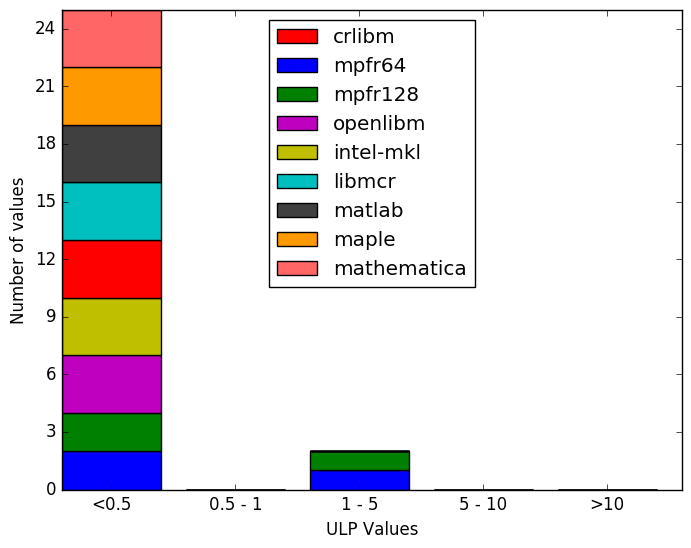 24
21
18
15
12
9
6
3
0
Number of values
crlibm
mpfr64
mpfr128
openlibm
intel-mkl
libmcr
matlab
maple
mathematica
<0.5
0.5 - 1
1 - 5
5 - 10
>10
ULP Values